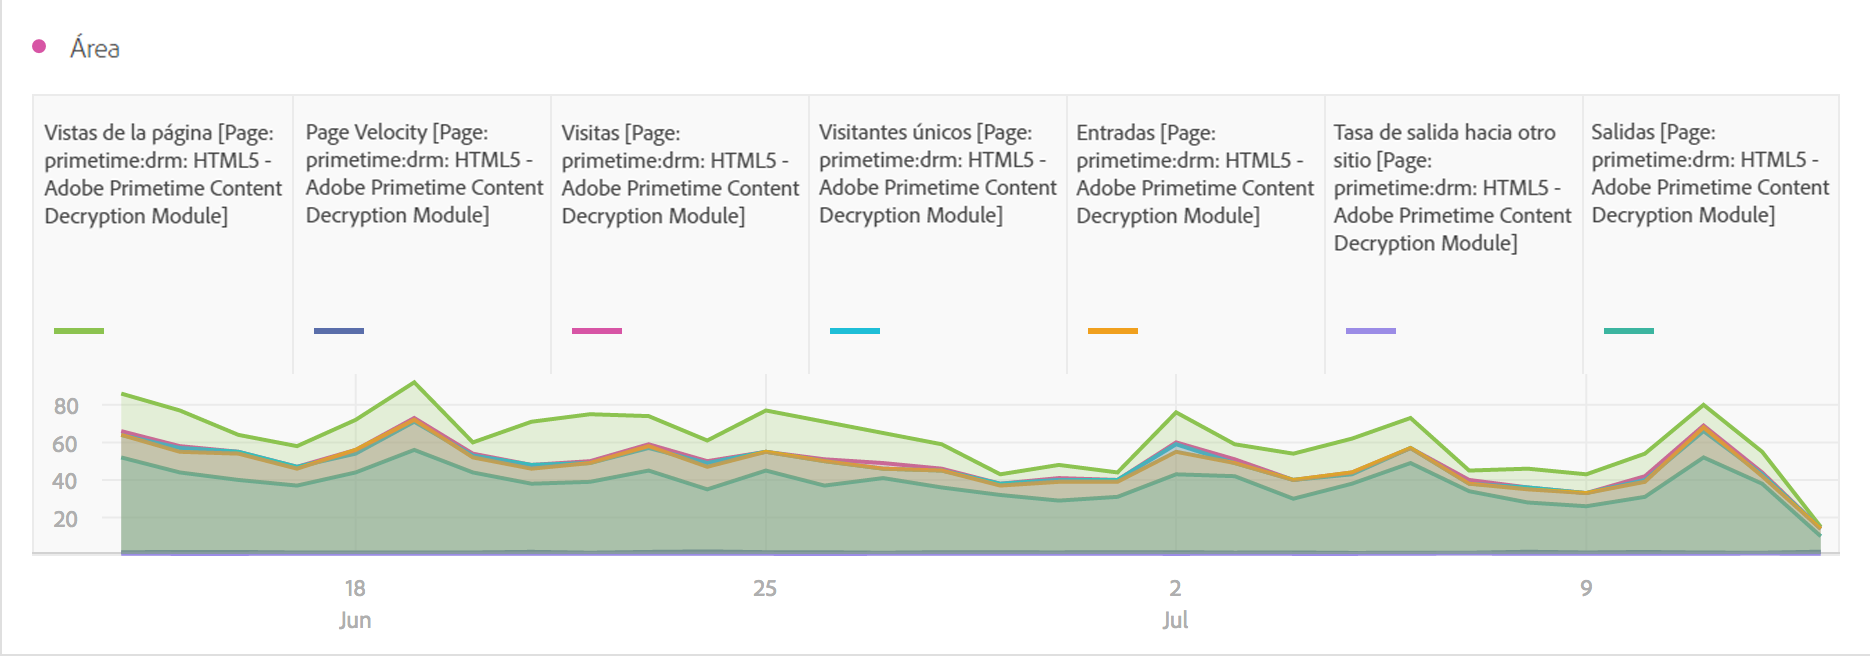 Área
Vistas de la página [Page:
primetime:drm: HTML5 -
Adobe Primetime Content
Decryption Module]
Page Velocity [Page:
primetime:drm: HTML5 -
Adobe Primetime Content
Decryption Module]
Visitas [Page:
primetime:drm: HTML5 -
Adobe Primetime Content
Decryption Module]
Visitantes únicos [Page:
primetime:drm: HTML5 -
Adobe Primetime Content
Decryption Module]
Entradas [Page:
primetime:drm: HTML5 -
Adobe Primetime Content
Decryption Module]
Tasa de salida hacia otro
sitio [Page:
primetime:drm: HTML5 -
Adobe Primetime Content
Decryption Module]
Salidas [Page:
primetime:drm: HTML5 -
Adobe Primetime Content
Decryption Module]
80
60
40
20
18 25 2 9
Jun Jul